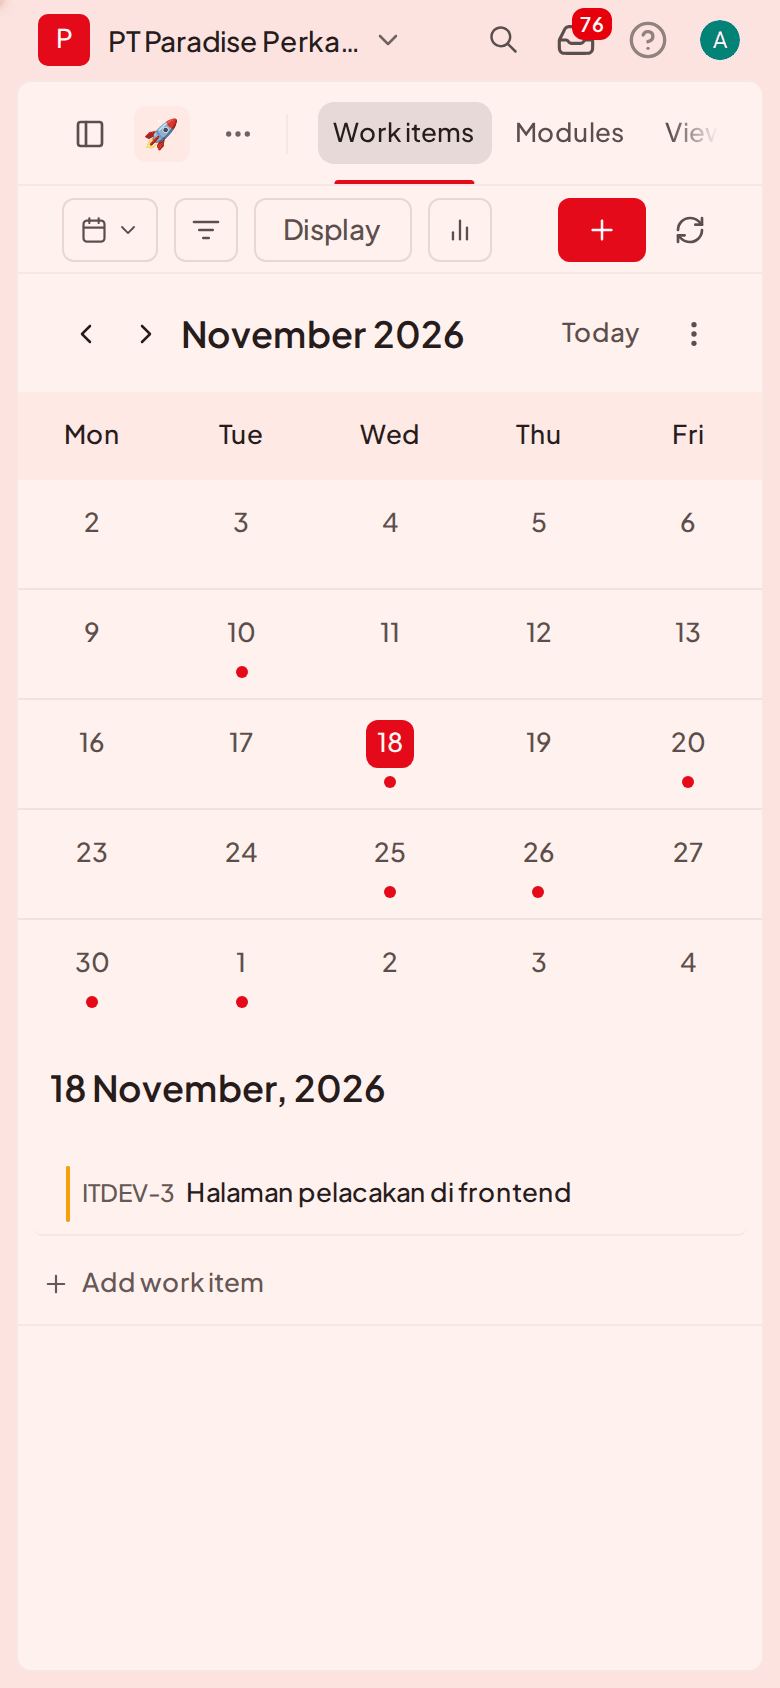 P PT Paradise Perka... 76 A
Work items Modules View
Display
November 2026 Today
Mon Tue Wed Thu Fri
2 3 4 5 6
9 10 11 12 13
16 17 18 19 20
23 24 25 26 27
30 1 2 3 4
18 November, 2026
ITDEV-3 Halaman pelacakan di frontend
Add work item